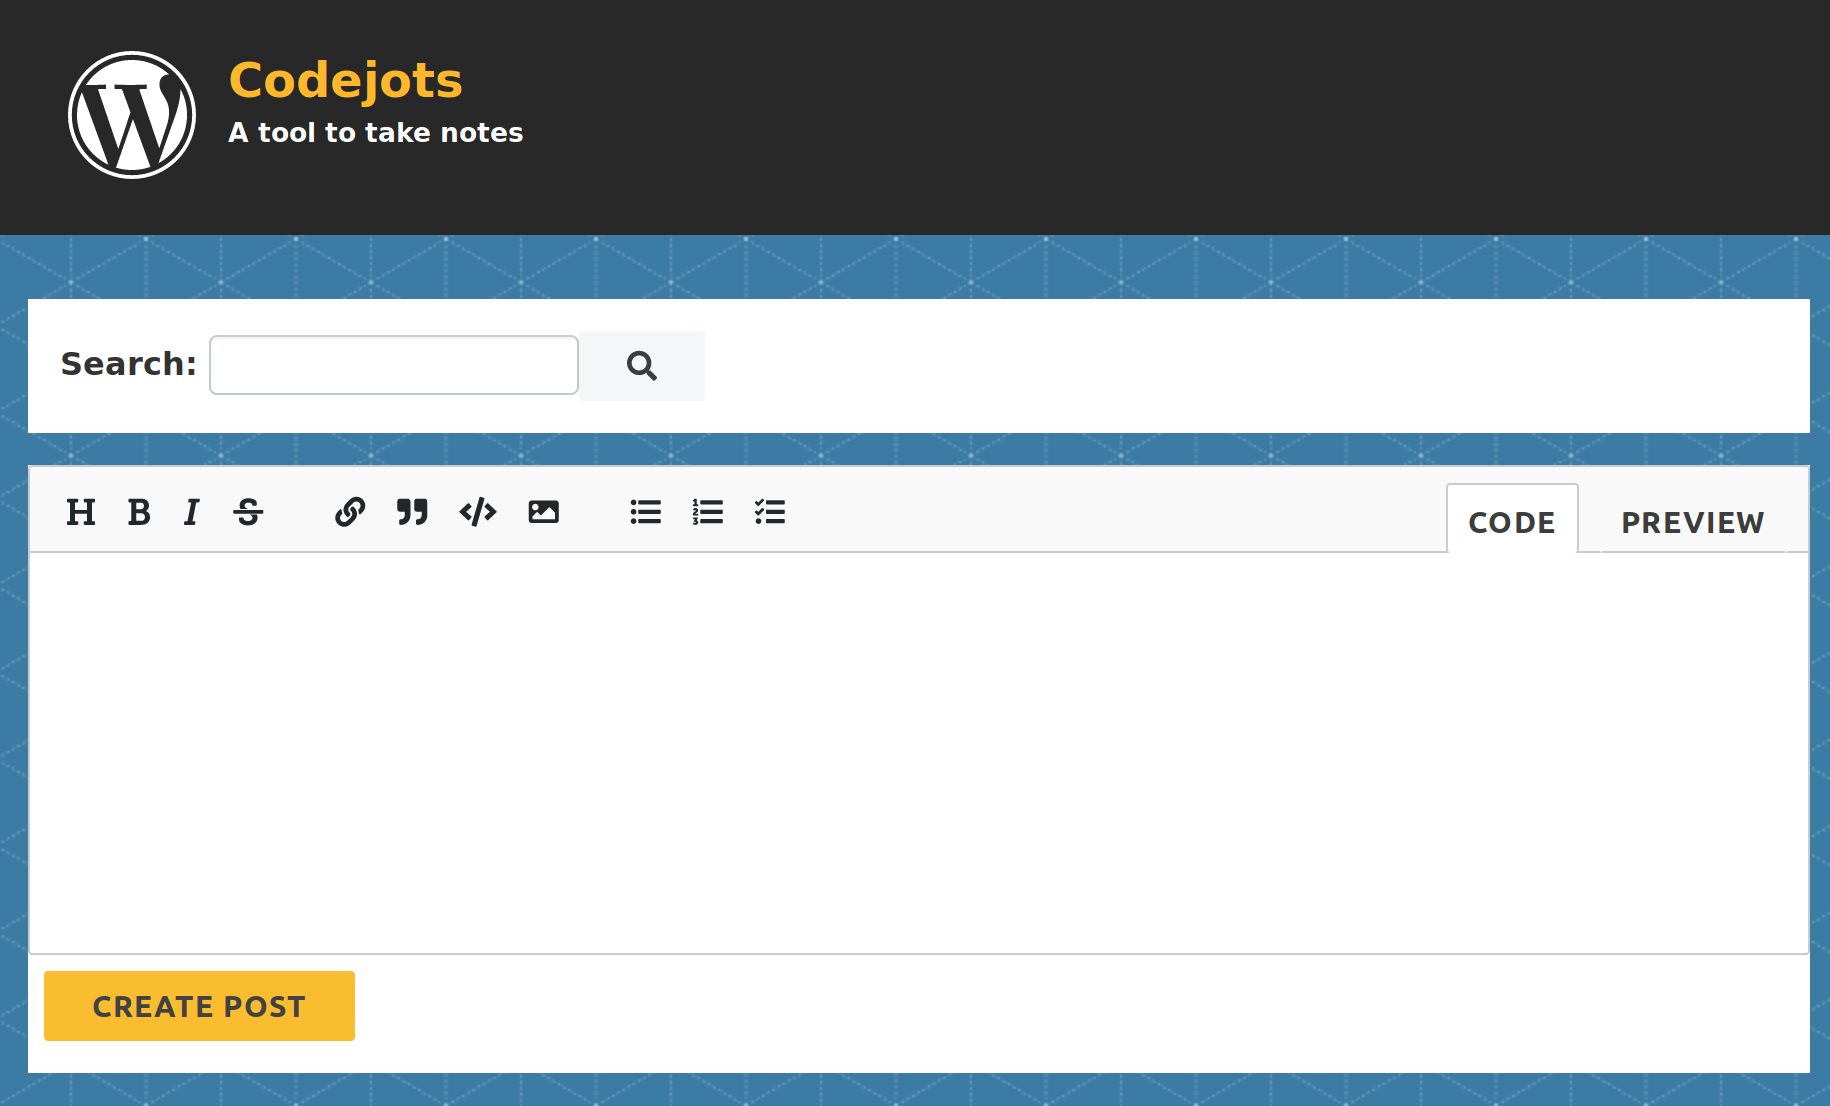 Codejots
A tool to take notes
Search:
H B I S
CODE PREVIEW
CREATE POST